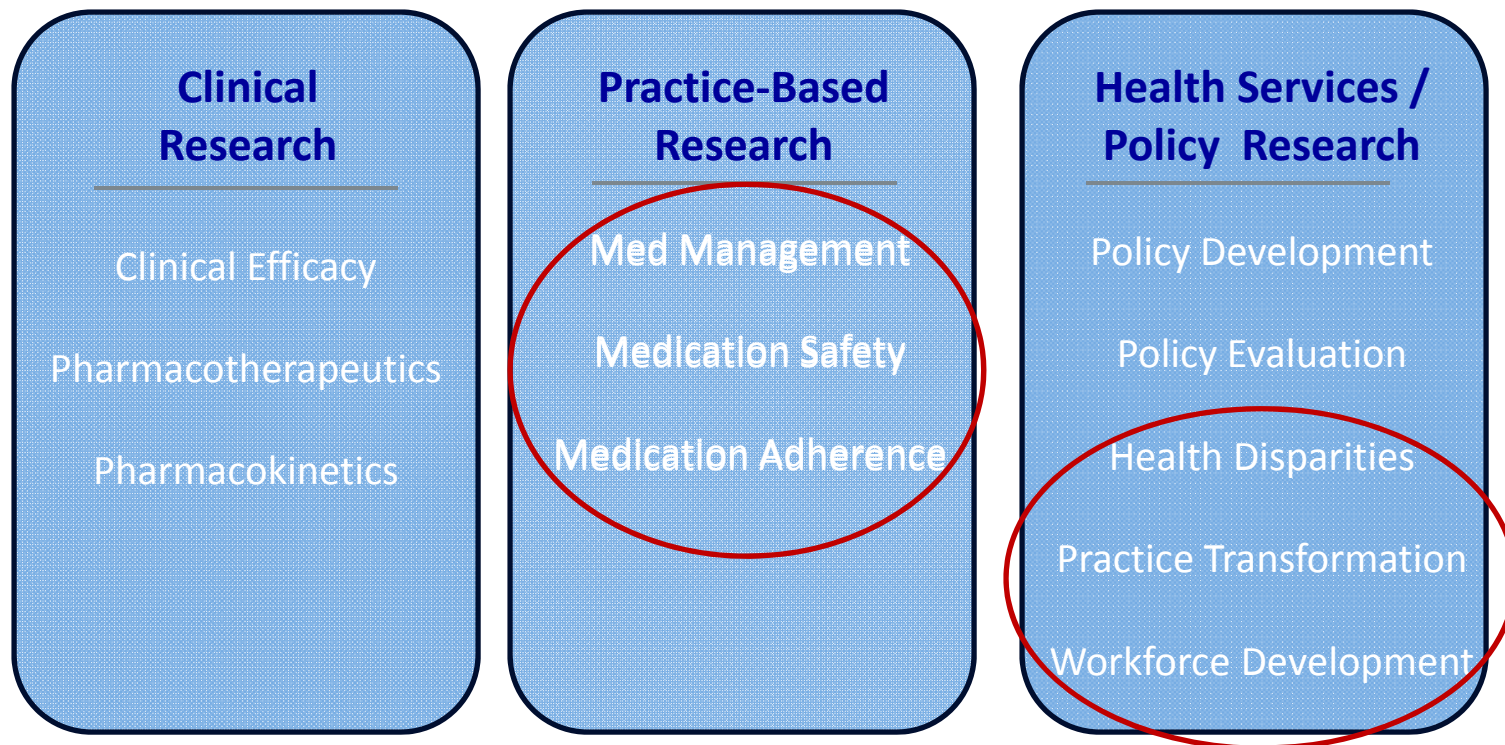 Clinical
Research
Clinical Efficacy
Pharmacotherapeutics
Pharmacokinetics
Practice-Based
Research
Med Management
Medication Safety
Medication Adherence
Health Services /
Policy Research
Policy Development
Policy Evaluation
Health Disparities
Practice Transformation
Workforce Development